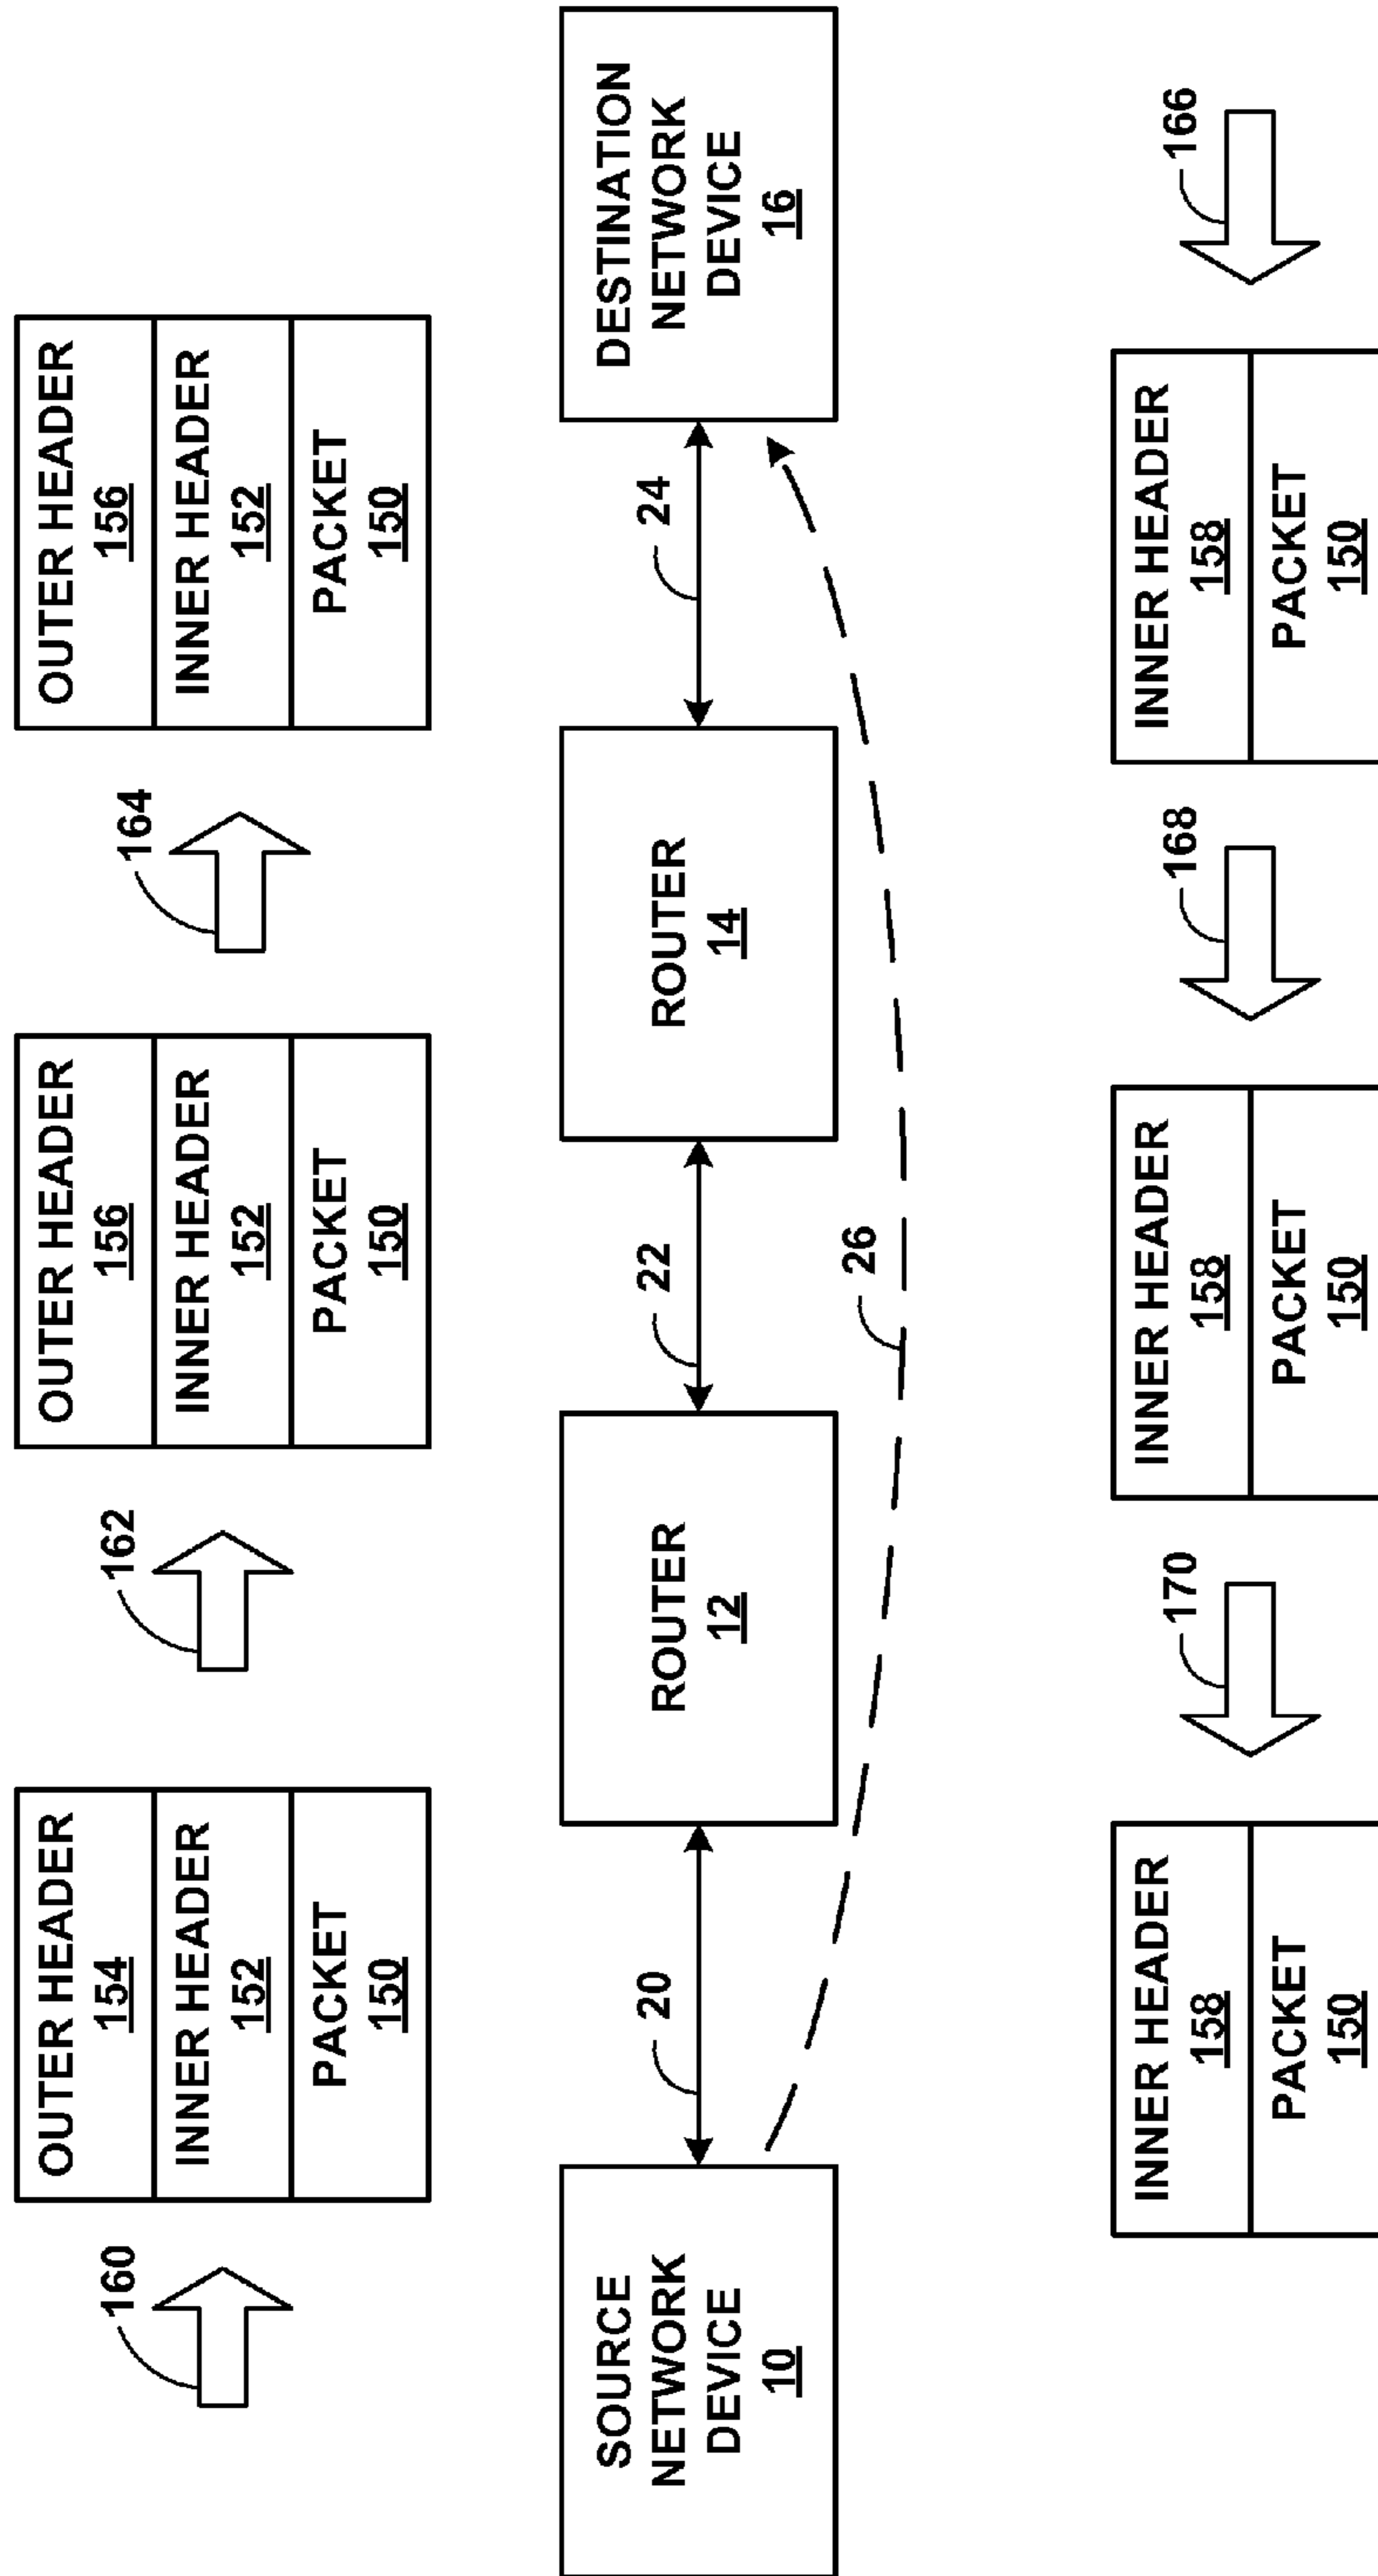 160
OUTER HEADER
154
INNER HEADER
152
PACKET
150
162
OUTER HEADER
156
INNER HEADER
152
PACKET
150
164
OUTER HEADER
156
INNER HEADER
152
PACKET
150
SOURCE
NETWORK
DEVICE
10
20
ROUTER
12
22
ROUTER
14
24
DESTINATION
NETWORK
DEVICE
16
26
INNER HEADER
158
PACKET
150
170
INNER HEADER
158
PACKET
150
168
INNER HEADER
158
PACKET
150
166